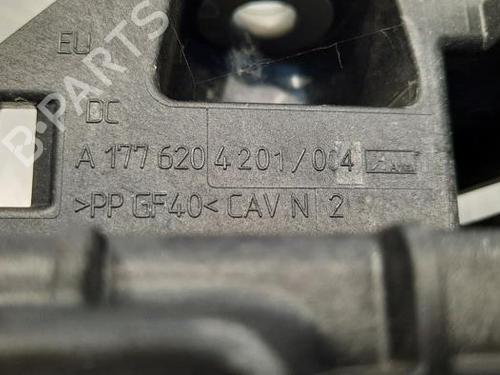 B-PARTS
EU
DC
A 177 620 4201/004
>PP GF40< CAV N 2